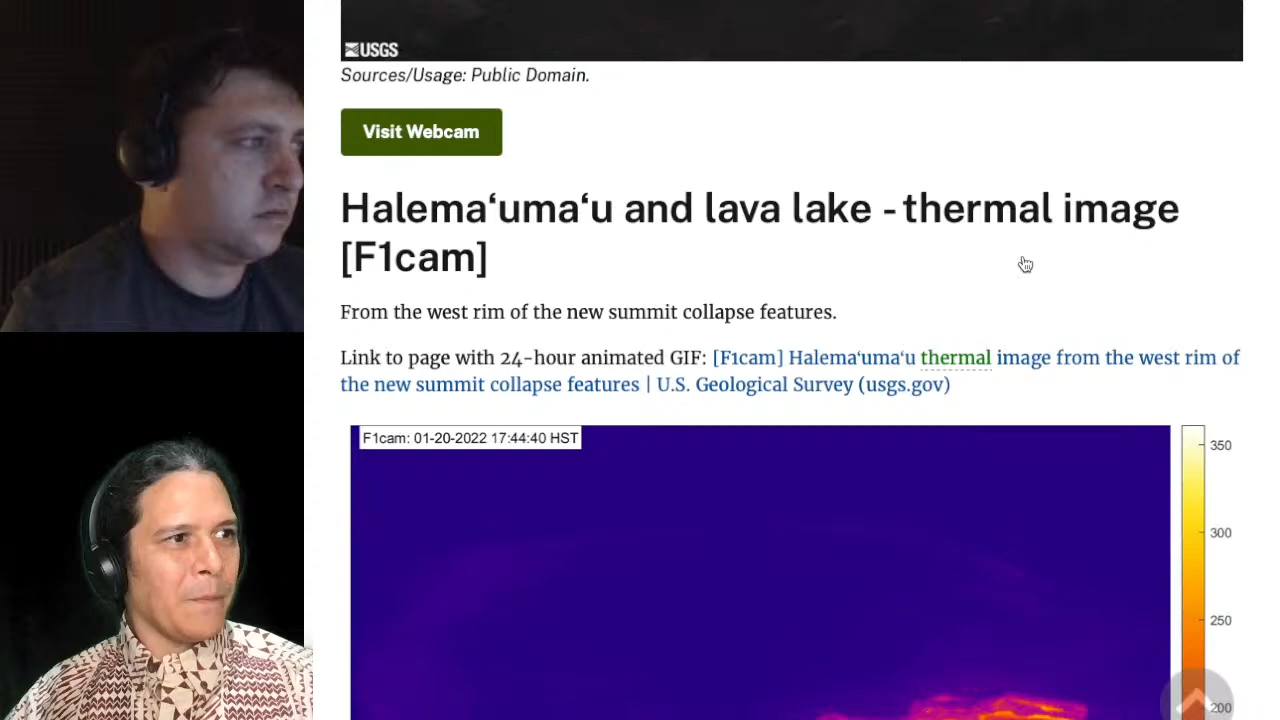 USGS
Sources/Usage: Public Domain.
Visit Webcam
Halemaʻumaʻu and lava lake - thermal image
[F1cam]
From the west rim of the new summit collapse features.
Link to page with 24-hour animated GIF: [F1cam] Halemaʻumaʻu thermal image from the west rim of
the new summit collapse features | U.S. Geological Survey (usgs.gov)
F1cam: 01-20-2022 17:44:40 HST
350
300
250
200